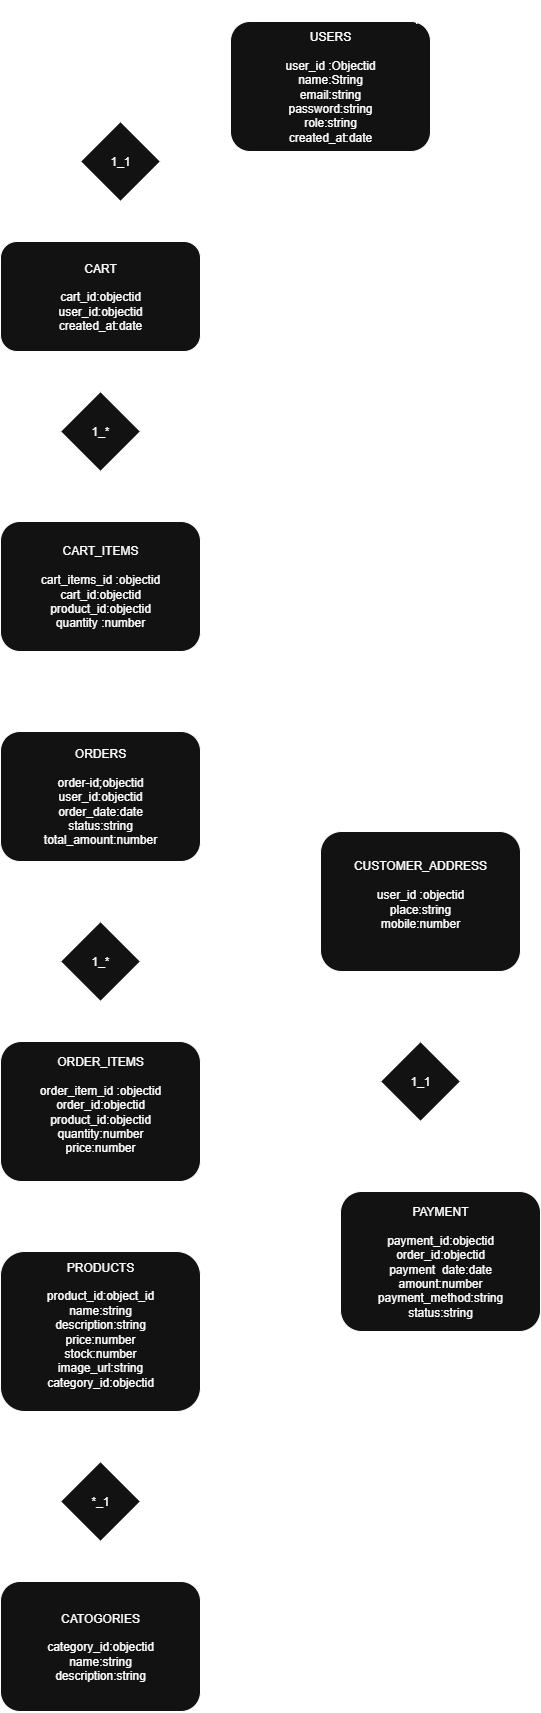 USERS
user_id :Objectid
name:String
email:string
password:string
role:string
created_at:date
1_1
CART
cart_id:objectid
user_id:objectid
created_at:date
1_*
CART_ITEMS
cart_items_id :objectid
cart_id:objectid
product_id:objectid
quantity :number
ORDERS
order-id;objectid
user_id:objectid
order_date:date
status:string
total_amount:number
CUSTOMER_ADDRESS
user_id :objectid
place:string
mobile:number
1_*
ORDER_ITEMS
order_item_id :objectid
order_id:objectid
product_id:objectid
quantity:number
price:number
1_1
PAYMENT
payment_id:objectid
order_id:objectid
payment_date:date
amount:number
payment_method:string
status:string
PRODUCTS
product_id:object_id
name:string
description:string
price:number
stock:number
image_url:string
category_id:objectid
*_1
CATOGORIES
category_id:objectid
name:string
description:string